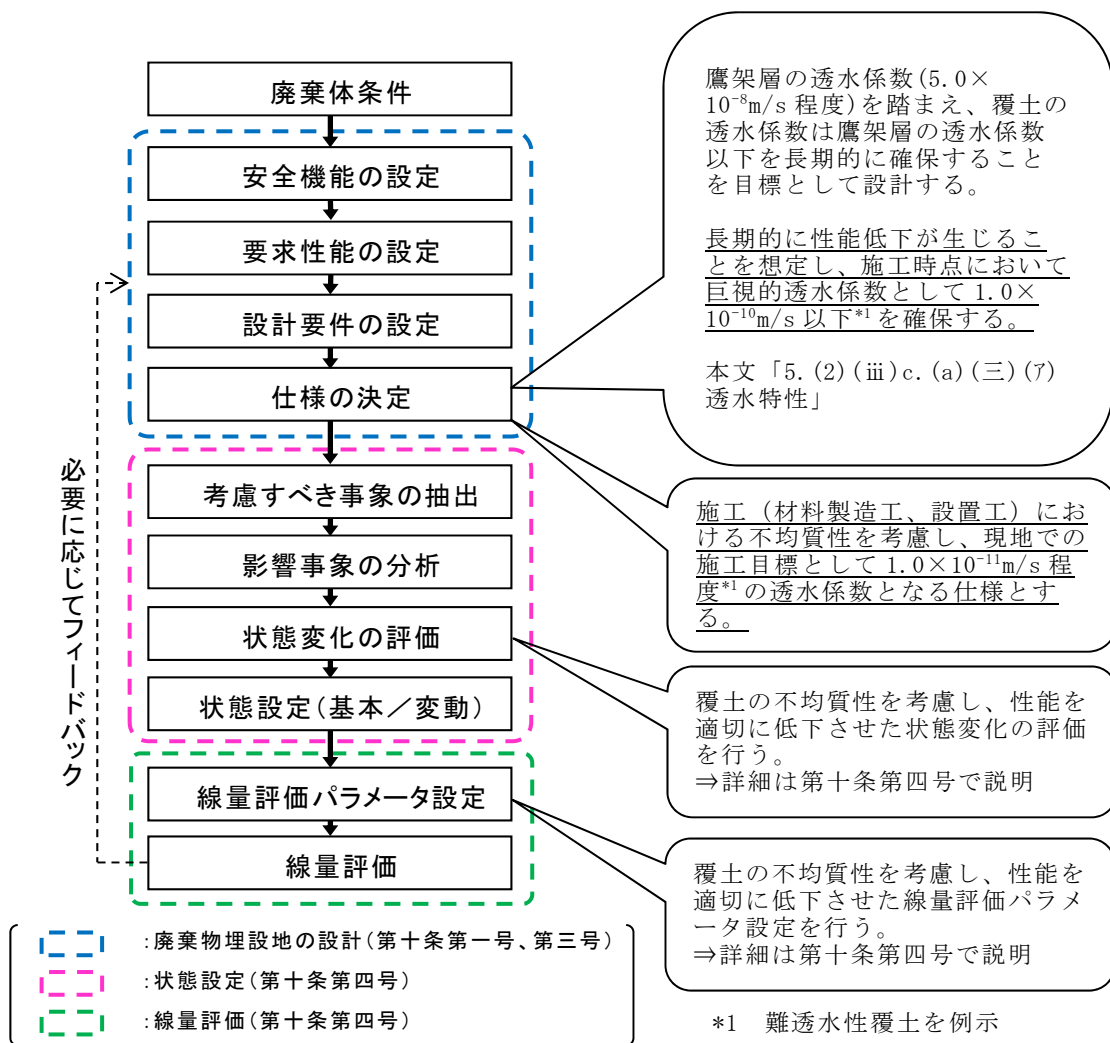 廃棄体条件
安全機能の設定
要求性能の設定
設計要件の設定
仕様の決定
考慮すべき事象の抽出
影響事象の分析
状態変化の評価
状態設定(基本／変動)
線量評価パラメータ設定
線量評価
必要に応じてフィードバック
鷹架層の透水係数(5.0×
10⁻⁸m/s 程度)を踏まえ、覆土の
透水係数は鷹架層の透水係数
以下を長期的に確保すること
を目標として設計する。
長期的に性能低下が生じるこ
とを想定し、施工時点において
巨視的透水係数として 1.0×
10⁻¹⁰m/s 以下*1 を確保する。
本文「5.(2)(ⅲ)c.(a)(三)(ｱ)
透水特性」
施工（材料製造工、設置工）にお
ける不均質性を考慮し、現地での
施工目標として 1.0×10⁻¹¹m/s 程
度*1 の透水係数となる仕様とす
る。
覆土の不均質性を考慮し、性能を
適切に低下させた状態変化の評価
を行う。
⇒詳細は第十条第四号で説明
覆土の不均質性を考慮し、性能を
適切に低下させた線量評価パラメ
ータ設定を行う。
⇒詳細は第十条第四号で説明
:廃棄物埋設地の設計(第十条第一号、第三号)
:状態設定(第十条第四号)
:線量評価(第十条第四号)
*1 難透水性覆土を例示